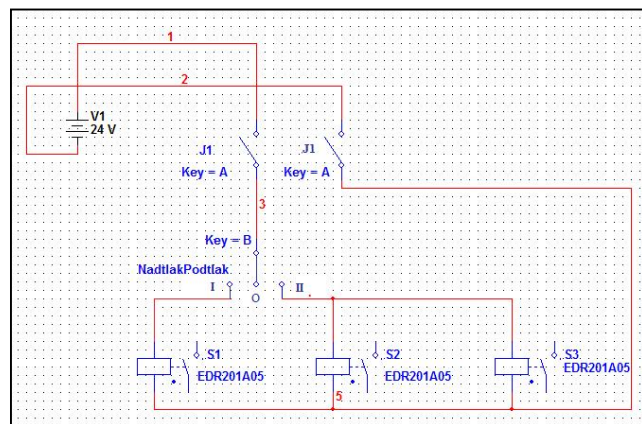 1
2
V1
24 V
J1
J1
Key = A
Key = A
3
Key = B
NadtlakPodtlak
I
O
II
S1
EDR201A05
S2
EDR201A05
S3
EDR201A05
5